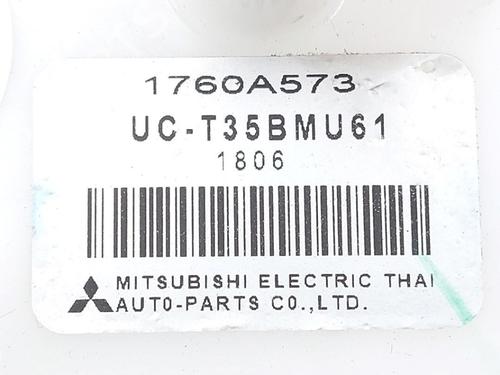 1760A573
UC-T35BMU61
1806
MITSUBISHI ELECTRIC THAI
AUTO-PARTS CO.,LTD.